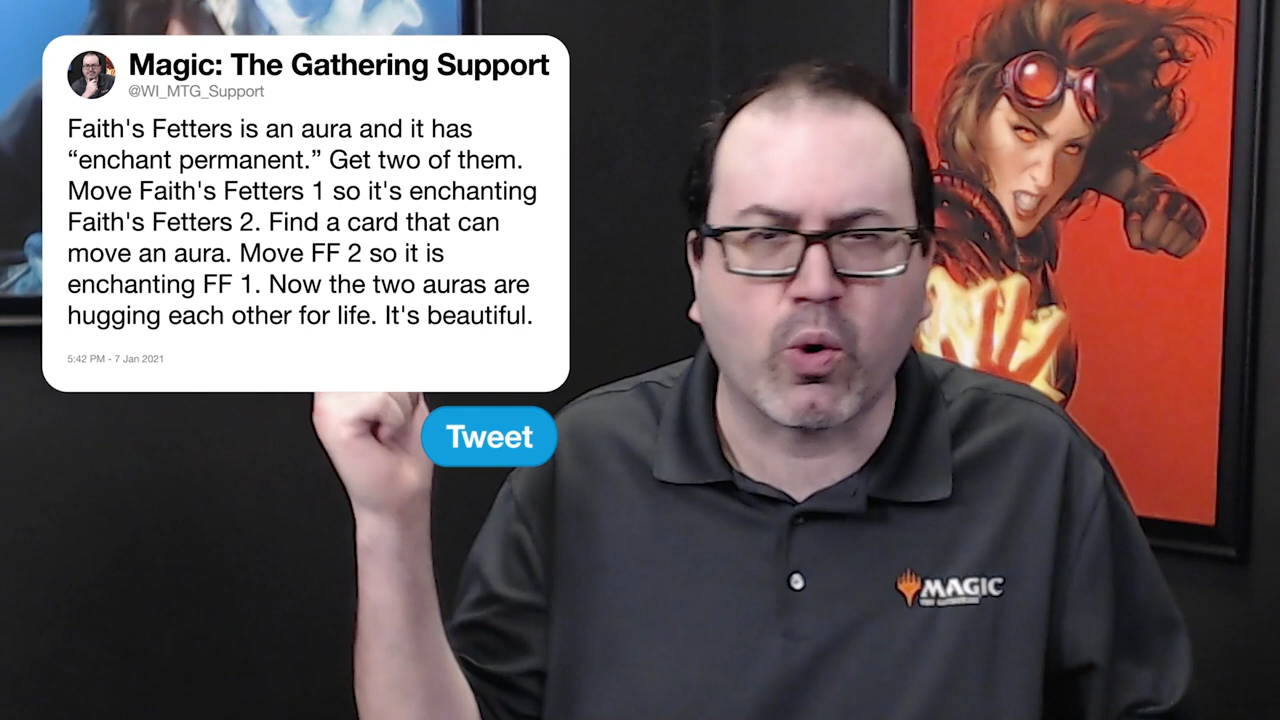 Magic: The Gathering Support
@WI_MTG_Support
Faith's Fetters is an aura and it has
“enchant permanent.” Get two of them.
Move Faith's Fetters 1 so it's enchanting
Faith's Fetters 2. Find a card that can
move an aura. Move FF 2 so it is
enchanting FF 1. Now the two auras are
hugging each other for life. It's beautiful.
5:42 PM - 7 Jan 2021
Tweet
MAGIC
THE GATHERING